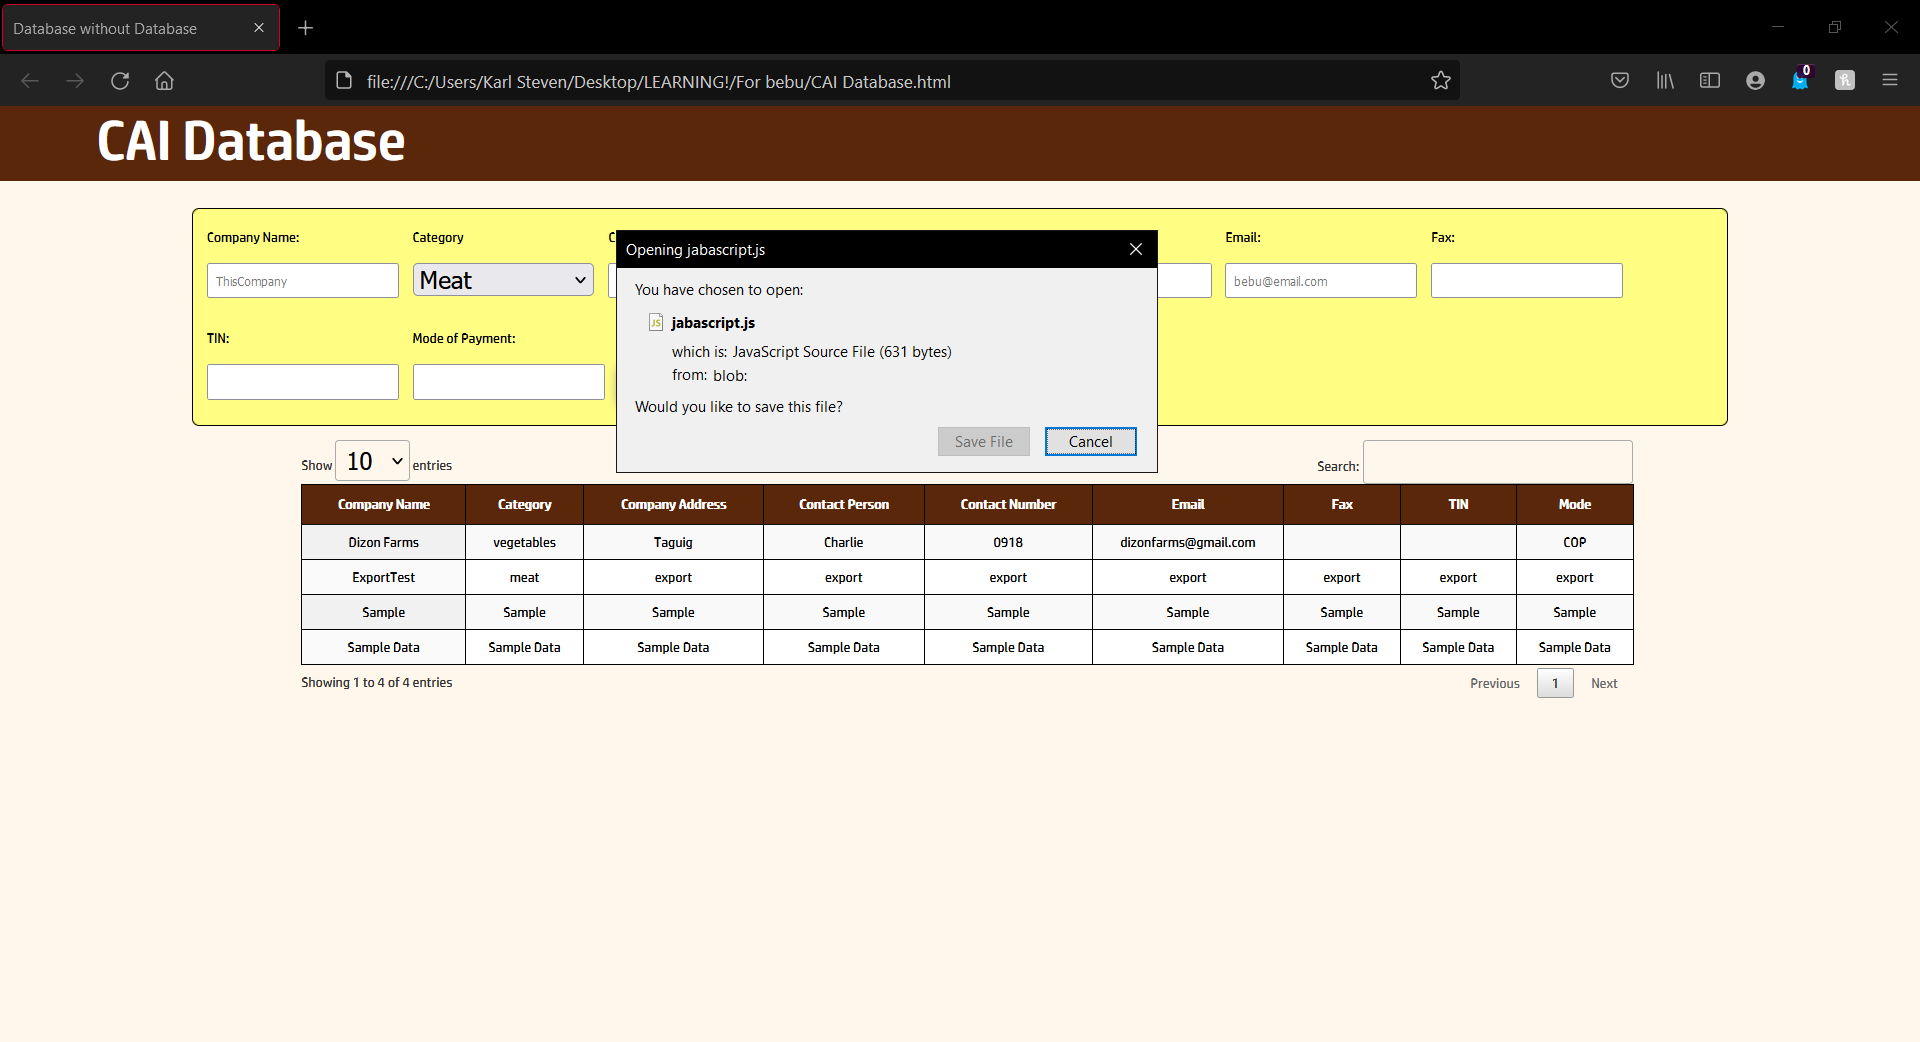 Database without Database
file:///C:/Users/Karl Steven/Desktop/LEARNING!/For bebu/CAI Database.html
0
CAI Database
Company Name: Category C Email: Fax:
ThisCompany Meat bebu@email.com
TIN: Mode of Payment:
Opening jabascript.js
You have chosen to open:
JS jabascript.js
which is: JavaScript Source File (631 bytes)
from: blob:
Would you like to save this file?
Save File Cancel
Show 10 entries Search:
Company Name Category Company Address Contact Person Contact Number Email Fax TIN Mode
Dizon Farms vegetables Taguig Charlie 0918 dizonfarms@gmail.com COP
ExportTest meat export export export export export export export
Sample Sample Sample Sample Sample Sample Sample Sample Sample
Sample Data Sample Data Sample Data Sample Data Sample Data Sample Data Sample Data Sample Data Sample Data
Showing 1 to 4 of 4 entries Previous 1 Next